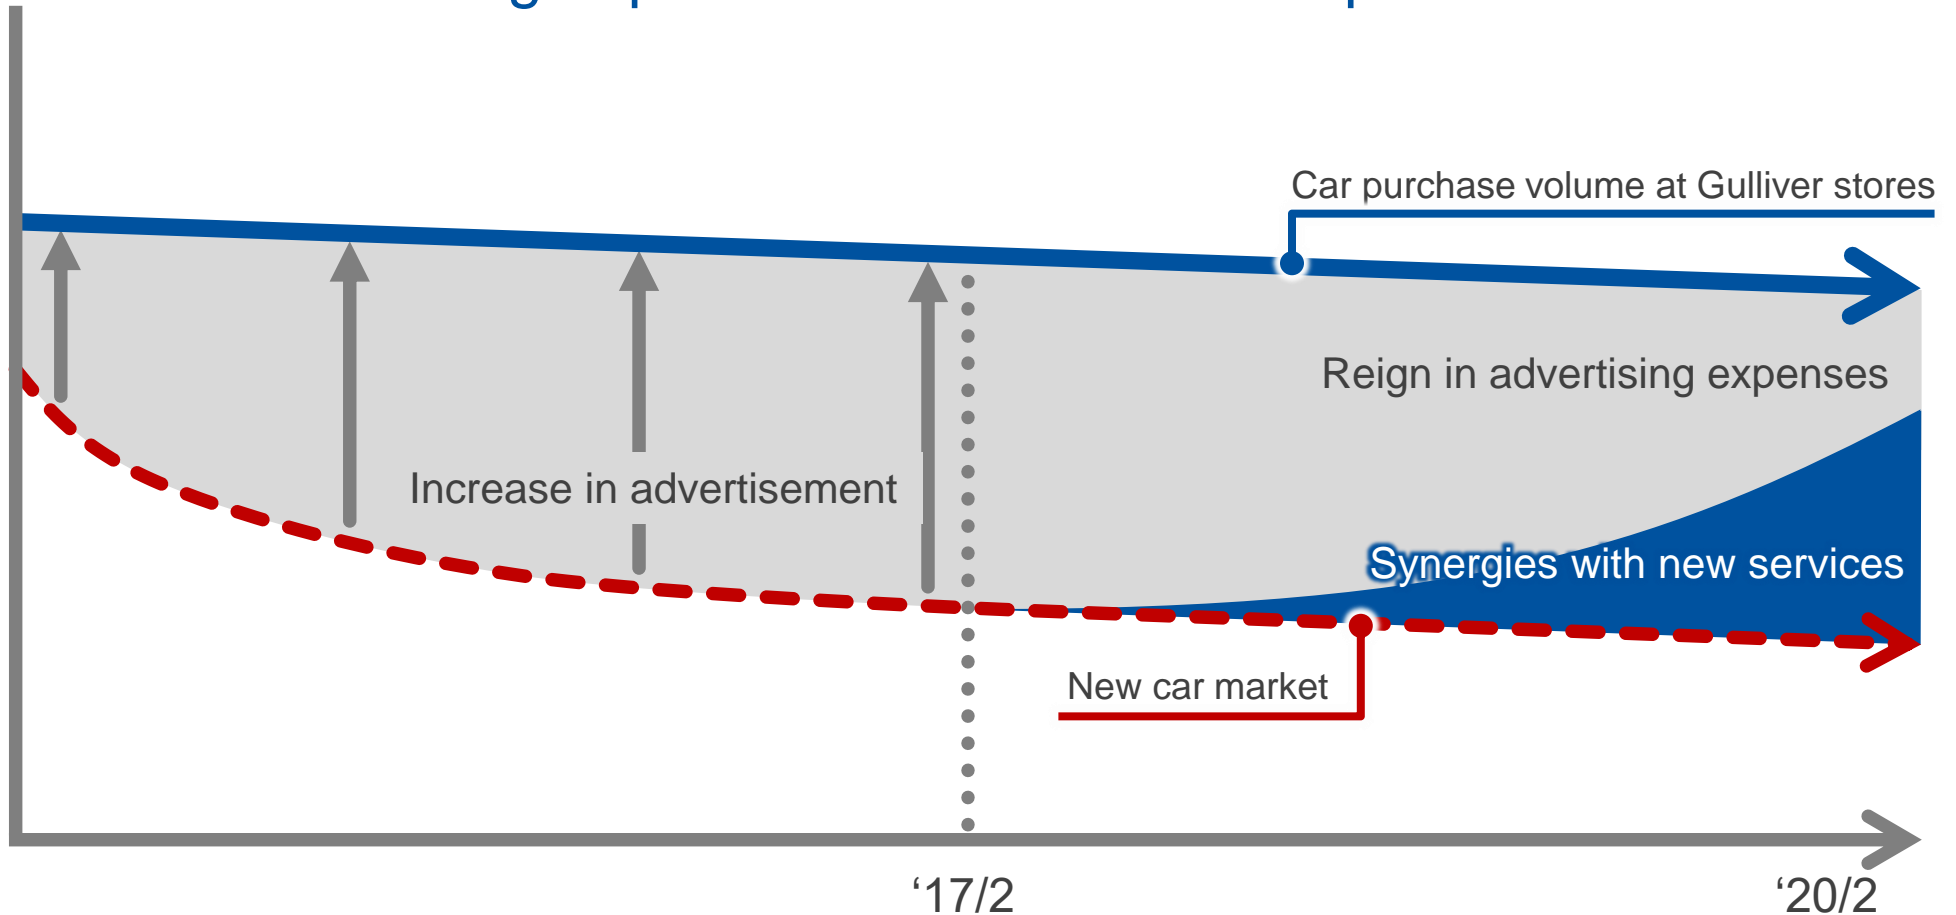 Car purchase volume at Gulliver stores
Reign in advertising expenses
Increase in advertisement
Synergies with new services
New car market
‘17/2
‘20/2